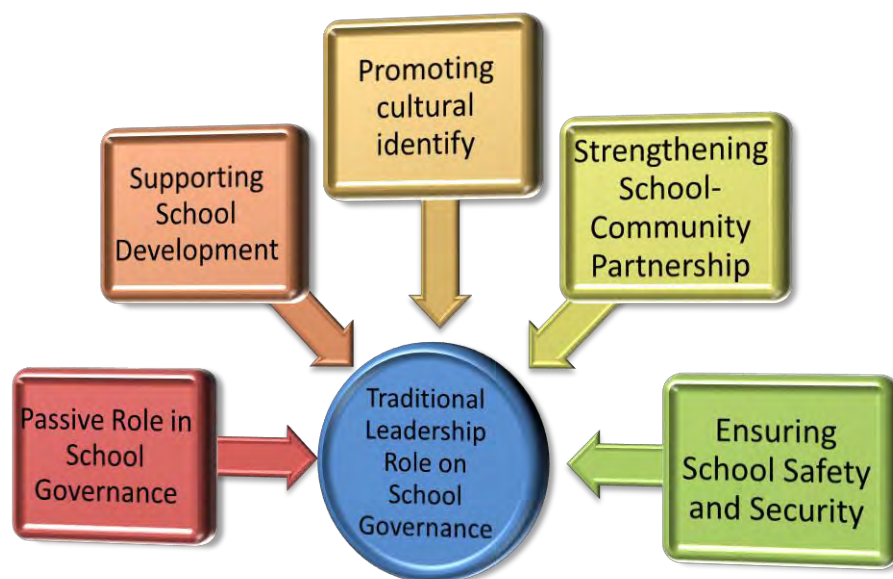 Promoting
cultural
identify
Supporting
School
Development
Strengthening
School-
Community
Partnership
Passive Role in
School
Governance
Traditional
Leadership
Role on
School
Governance
Ensuring
School Safety
and Security